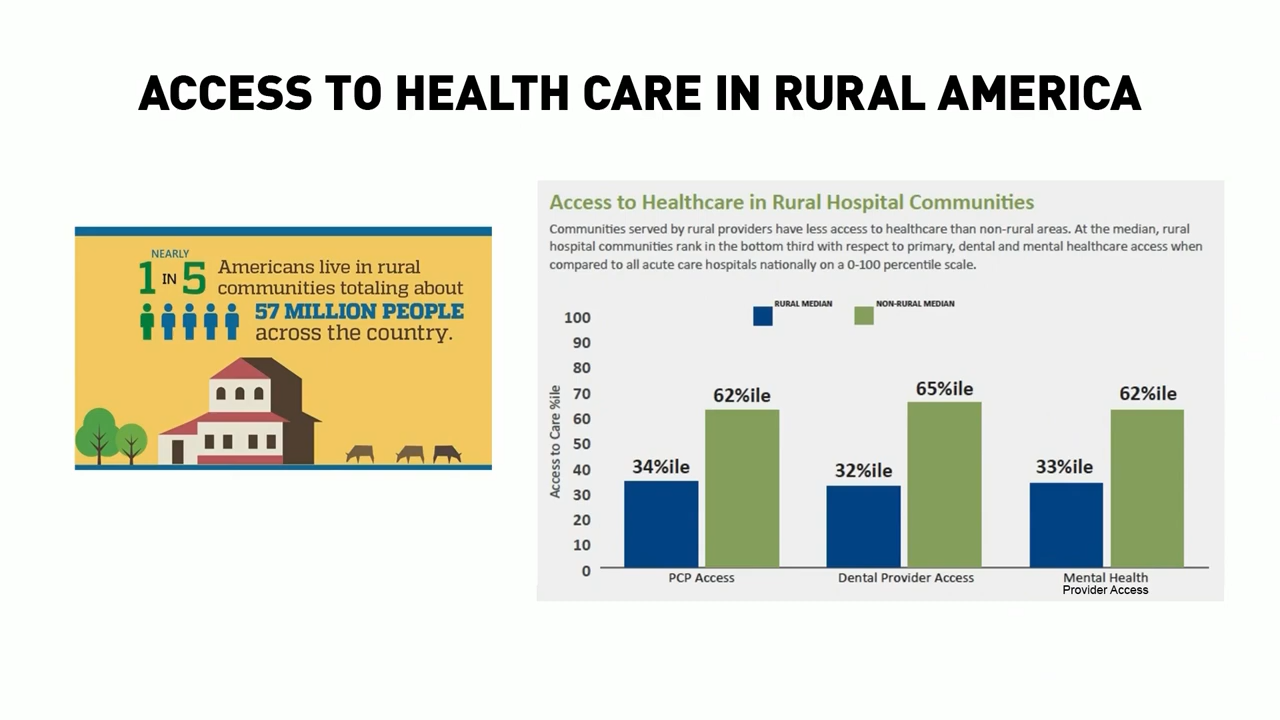 ACCESS TO HEALTH CARE IN RURAL AMERICA
NEARLY
1 IN 5
Americans live in rural
communities totaling about
57 MILLION PEOPLE
across the country.
Access to Healthcare in Rural Hospital Communities
Communities served by rural providers have less access to healthcare than non-rural areas. At the median, rural
hospital communities rank in the bottom third with respect to primary, dental and mental healthcare access when
compared to all acute care hospitals nationally on a 0-100 percentile scale.
RURAL MEDIAN
NON-RURAL MEDIAN
Access to Care %ile
100
90
80
70
60
50
40
30
20
10
0
34%ile
62%ile
32%ile
65%ile
33%ile
62%ile
PCP Access
Dental Provider Access
Mental Health
Provider Access